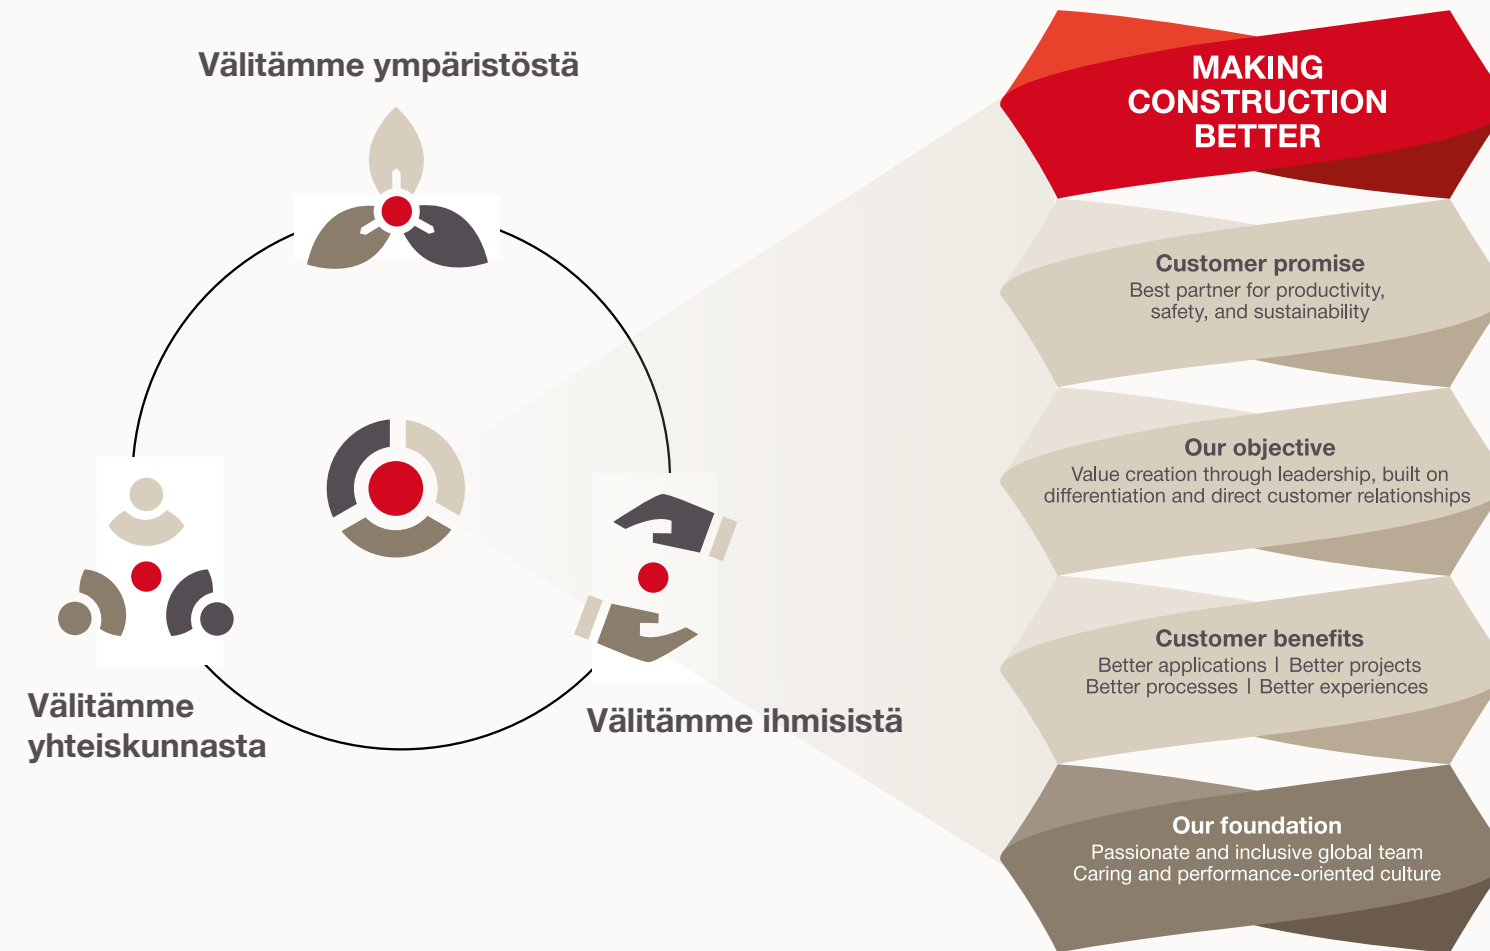 Välitämme ympäristöstä
Välitämme
yhteiskunnasta
Välitämme ihmisistä
MAKING
CONSTRUCTION
BETTER
Customer promise
Best partner for productivity,
safety, and sustainability
Our objective
Value creation through leadership, built on
differentiation and direct customer relationships
Customer benefits
Better applications | Better projects
Better processes | Better experiences
Our foundation
Passionate and inclusive global team
Caring and performance-oriented culture